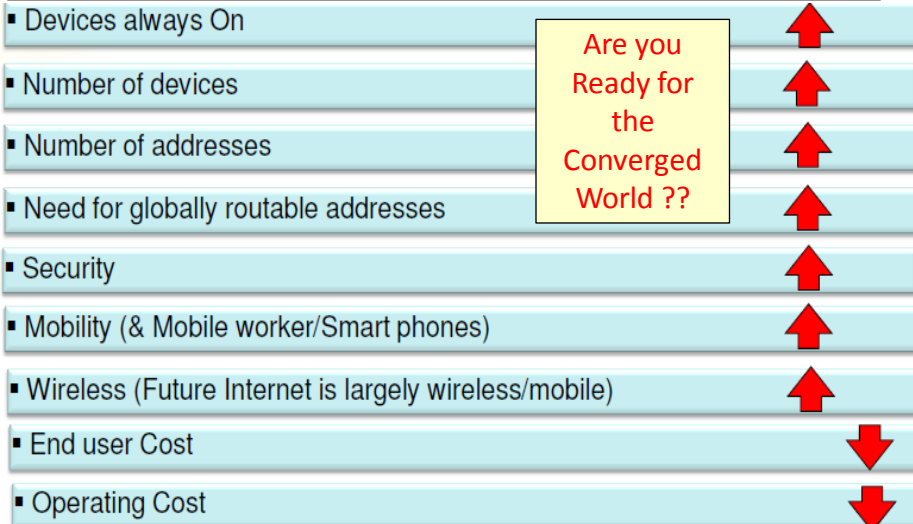 ▪ Devices always On
Are you
Ready for
the
Converged
World ??
▪ Number of devices
▪ Number of addresses
▪ Need for globally routable addresses
▪ Security
▪ Mobility (& Mobile worker/Smart phones)
▪ Wireless (Future Internet is largely wireless/mobile)
▪ End user Cost
▪ Operating Cost